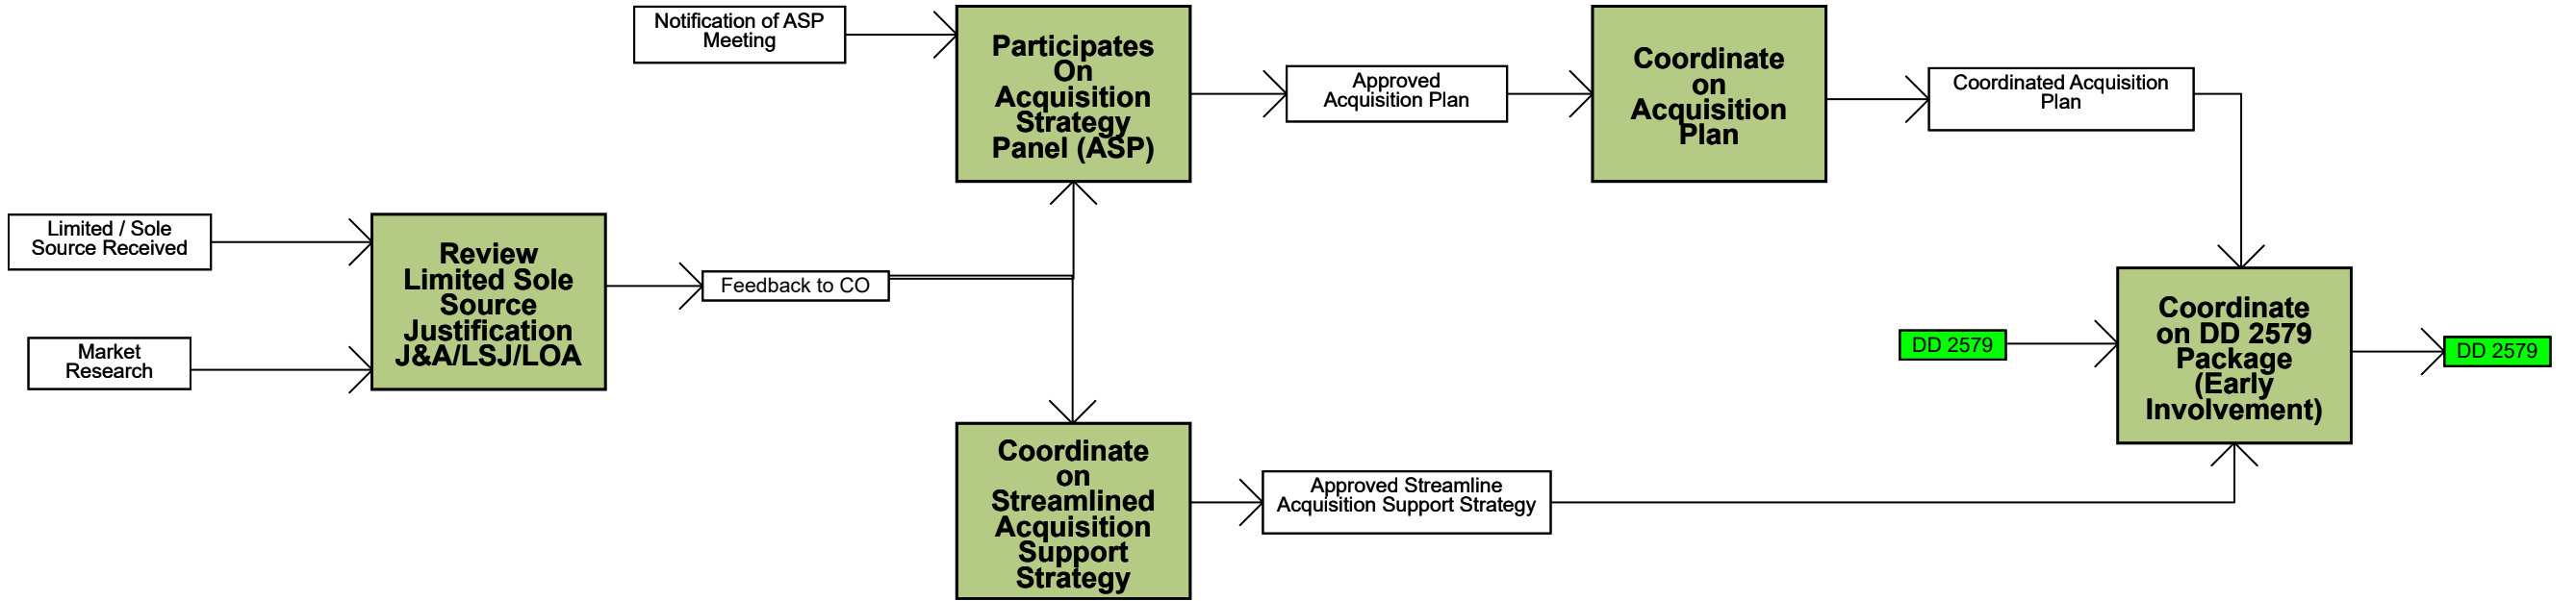 Notification of ASP
Meeting
Participates
On
Acquisition
Strategy
Panel (ASP)
Approved
Acquisition Plan
Coordinate
on
Acquisition
Plan
Coordinated Acquisition
Plan
Limited / Sole
Source Received
Market
Research
Review
Limited Sole
Source
Justification
J&A/LSJ/LOA
Feedback to CO
Coordinate
on
Streamlined
Acquisition
Support
Strategy
Approved Streamline
Acquisition Support Strategy
DD 2579
Coordinate
on DD 2579
Package
(Early
Involvement)
DD 2579